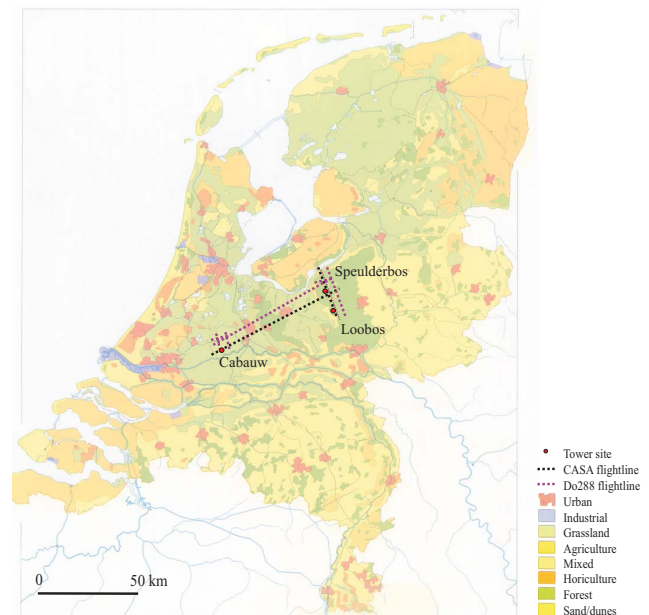 Speulderbos
Loobos
Cabauw
0 50 km
Tower site
CASA flightline
Do288 flightline
Urban
Industrial
Grassland
Agriculture
Mixed
Horiculture
Forest
Sand/dunes